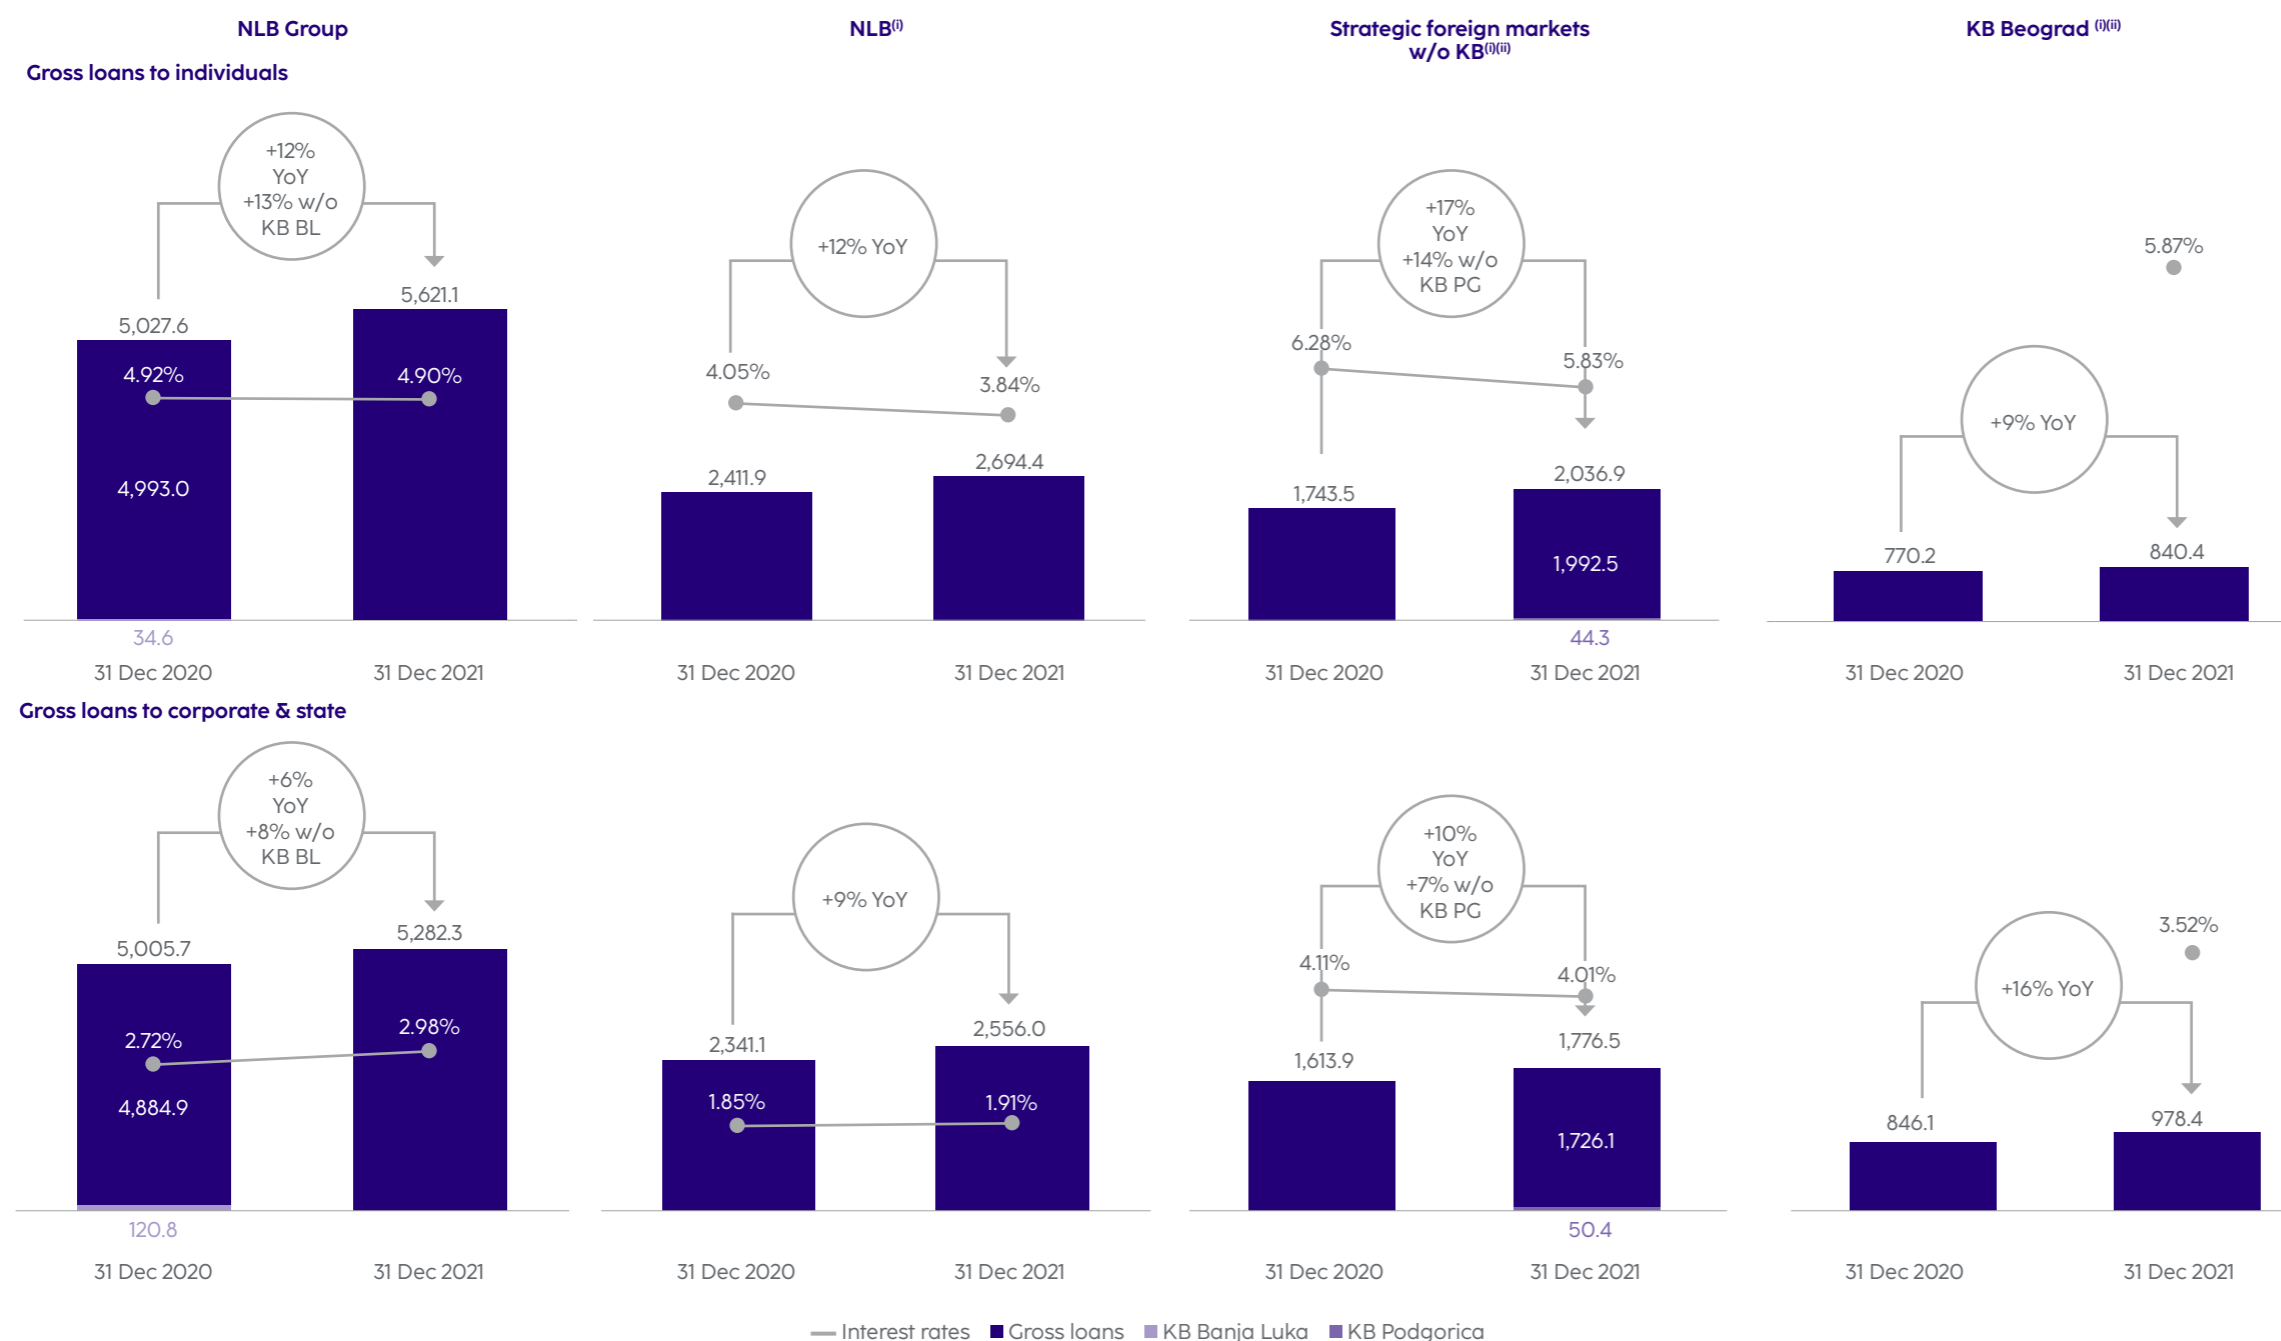 NLB Group
NLB(i)
Strategic foreign markets
w/o KB(i)(ii)
KB Beograd (i)(ii)
Gross loans to individuals
+12%
YoY
+13% w/o
KB BL
5,027.6
5,621.1
4.92%
4.90%
4,993.0
34.6
31 Dec 2020
31 Dec 2021
+12% YoY
4.05%
3.84%
2,411.9
2,694.4
31 Dec 2020
31 Dec 2021
+17%
YoY
+14% w/o
KB PG
6.28%
5.83%
1,743.5
2,036.9
1,992.5
44.3
31 Dec 2020
31 Dec 2021
5.87%
+9% YoY
770.2
840.4
31 Dec 2020
31 Dec 2021
Gross loans to corporate & state
+6%
YoY
+8% w/o
KB BL
5,005.7
5,282.3
2.72%
2.98%
4,884.9
120.8
31 Dec 2020
31 Dec 2021
+9% YoY
2,341.1
2,556.0
1.85%
1.91%
31 Dec 2020
31 Dec 2021
+10%
YoY
+7% w/o
KB PG
4.11%
4.01%
1,613.9
1,776.5
1,726.1
50.4
31 Dec 2020
31 Dec 2021
3.52%
+16% YoY
846.1
978.4
31 Dec 2020
31 Dec 2021
Interest rates
Gross loans
KB Banja Luka
KB Podgorica